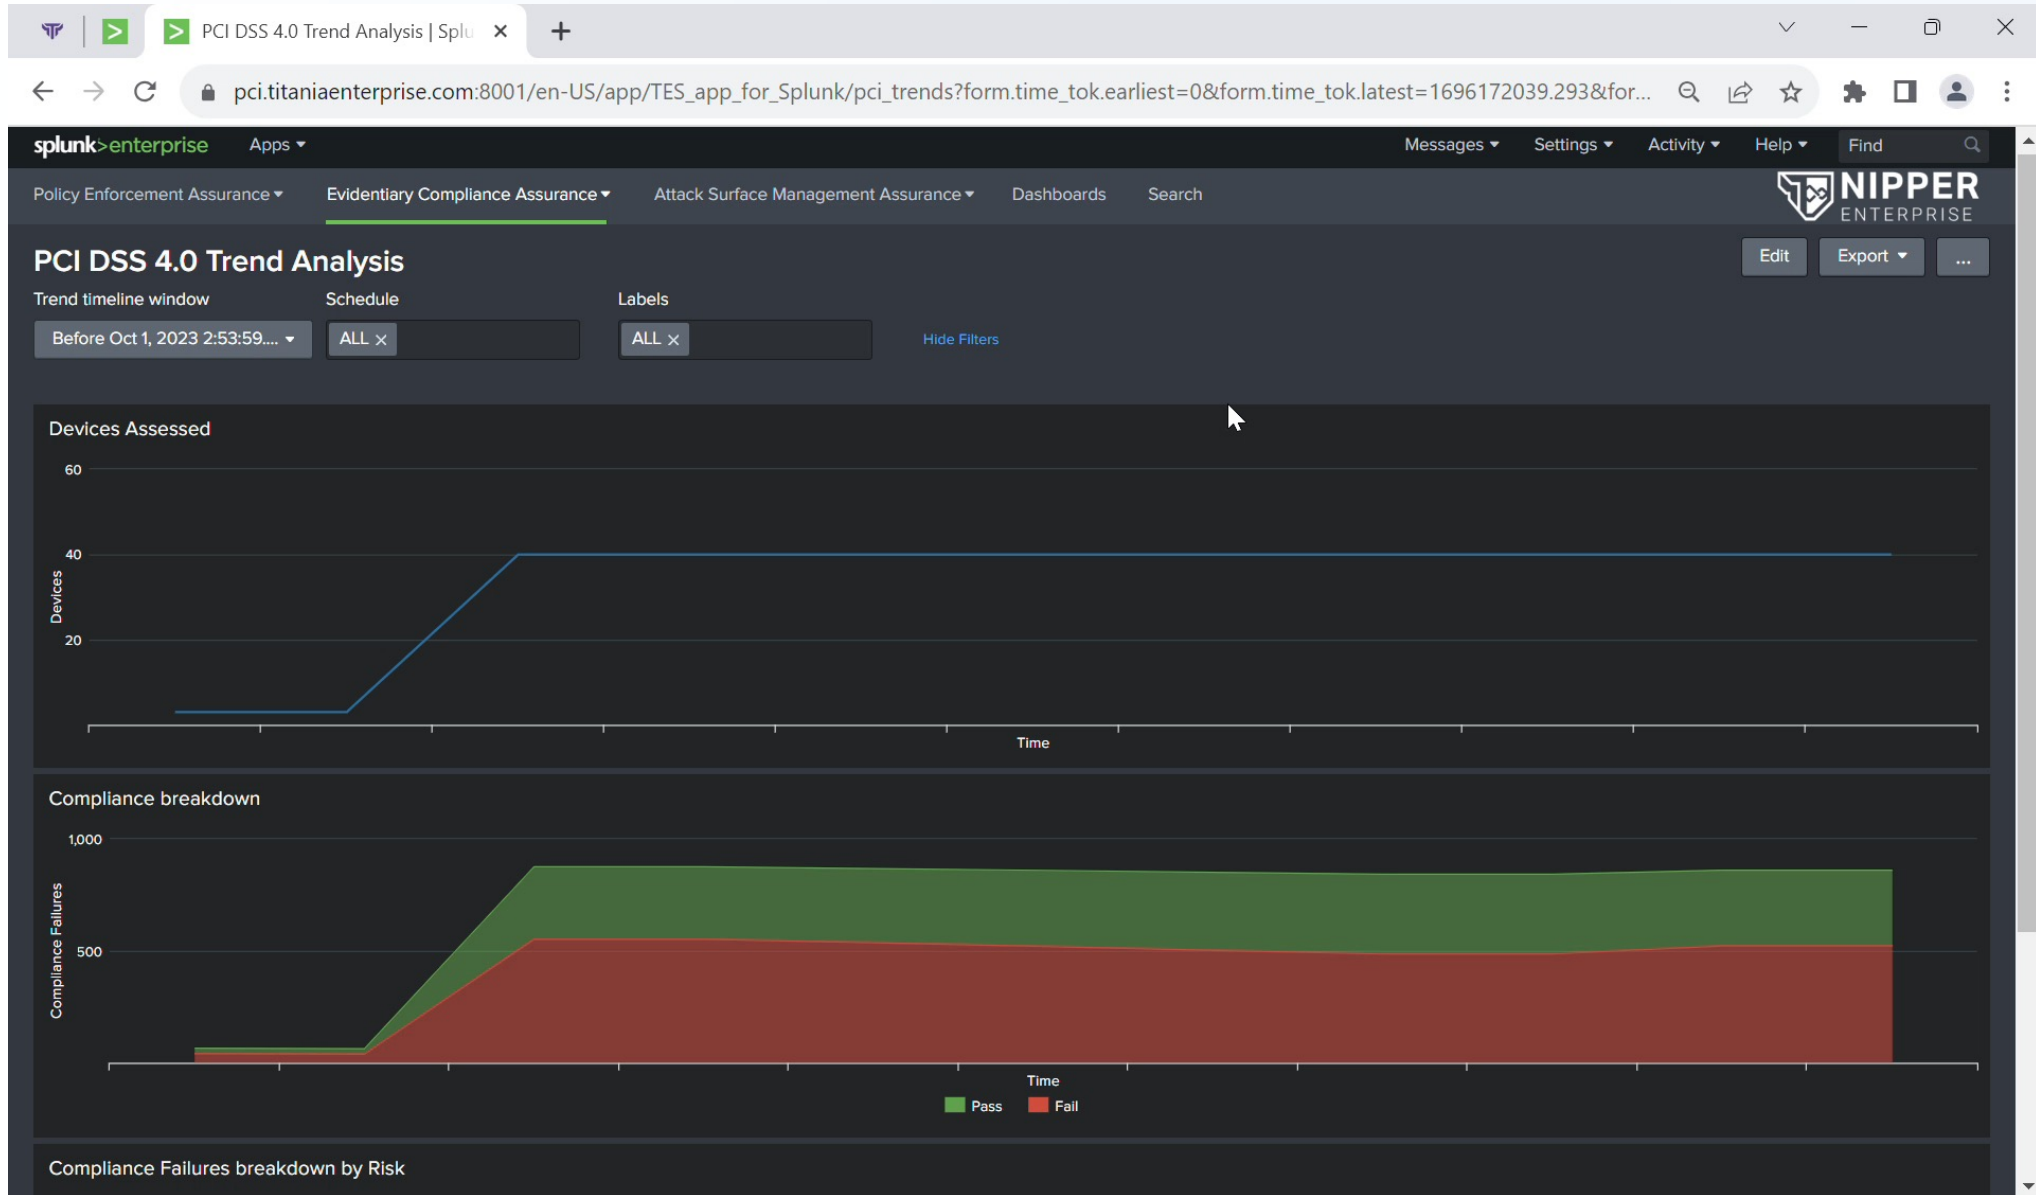 PCI DSS 4.0 Trend Analysis | Splu
pci.titaniaenterprise.com:8001/en-US/app/TES_app_for_Splunk/pci_trends?form.time_tok.earliest=0&form.time_tok.latest=1696172039.293&for...
splunk>enterprise Apps Messages Settings Activity Help Find
Policy Enforcement Assurance Evidentiary Compliance Assurance Attack Surface Management Assurance Dashboards Search NIPPER
ENTERPRISE
PCI DSS 4.0 Trend Analysis Edit Export ...
Trend timeline window Schedule Labels
Before Oct 1, 2023 2:53:59.... ALL × ALL × Hide Filters
Devices Assessed
60
40
Devices
20
Time
Compliance breakdown
1,000
Compliance Failures
500
Time
Pass Fail
Compliance Failures breakdown by Risk